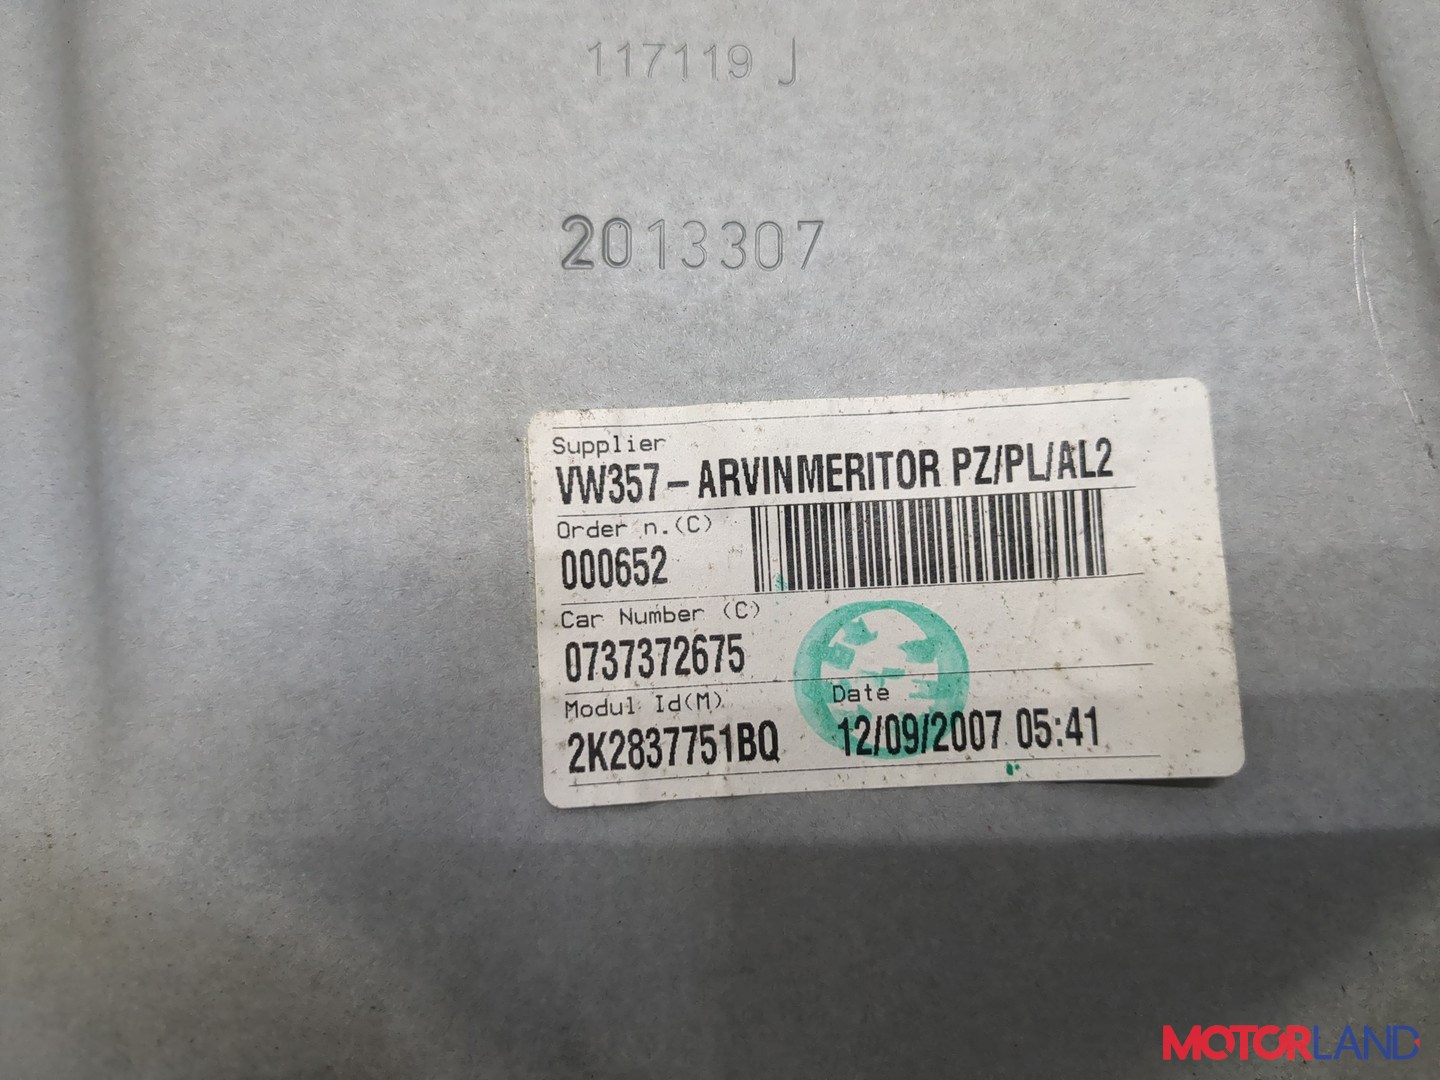 117119 J
2013307
Supplier
VW357-ARVINMERITOR PZ/PL/AL2
Order n.(C)
000652
Car Number (C)
0737372675
Modul Id(M)
Date
2K2837751BQ
12/09/2007 05:41
MOTORLAND